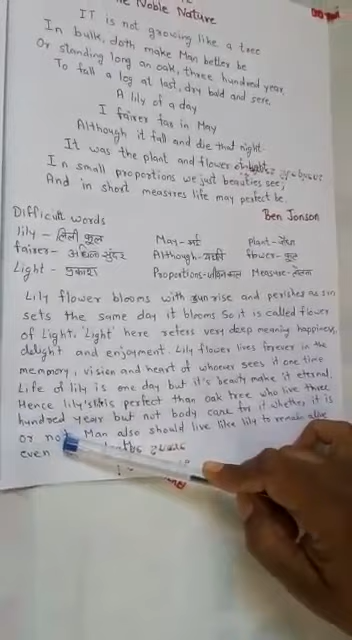 The Noble Nature
IT is not growing like a tree
In bulk, doth make Man better be
Or standing long an oak, three hundred year,
To fall a log at last, dry bald and sere
A lily of a day
I fairer far in May
Although it fall and die that night
It was the plant and flower
In small proportions we just beauties see;
And in short measures life may perfect be.
Ben Jonson
Difficult words
lily - लिली फूल May - मई Plant -
fairer - अधिक सुंदर Although - flower - फूल
Light - प्रकाश Proportions - Measure -
Lily flower blooms with sunrise and perishes as sun
sets the same day it blooms So it is called flower
of Light. 'Light' here refers very deep meaning happiness,
delight and enjoyment. Lily flower lives forever in the
memory, vision and heart of whoever sees it one time
Life of lily is one day but it's beauty make it eternal.
Hence lily's is perfect than oak tree who live three
hundred year but not body care for it whether it is
or not Man also should live like lily to remain alive
even